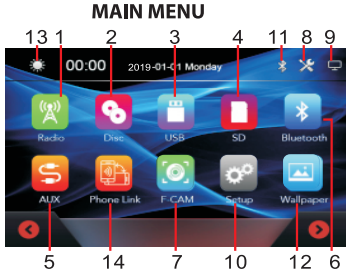 MAIN MENU
13 1 2 3 4 11 8 9
00:00 2019-01-01 Monday
Radio Disc USB SD Bluetooth
AUX Phone Link F-CAM Setup Wallpaper
5 14 7 10 12 6